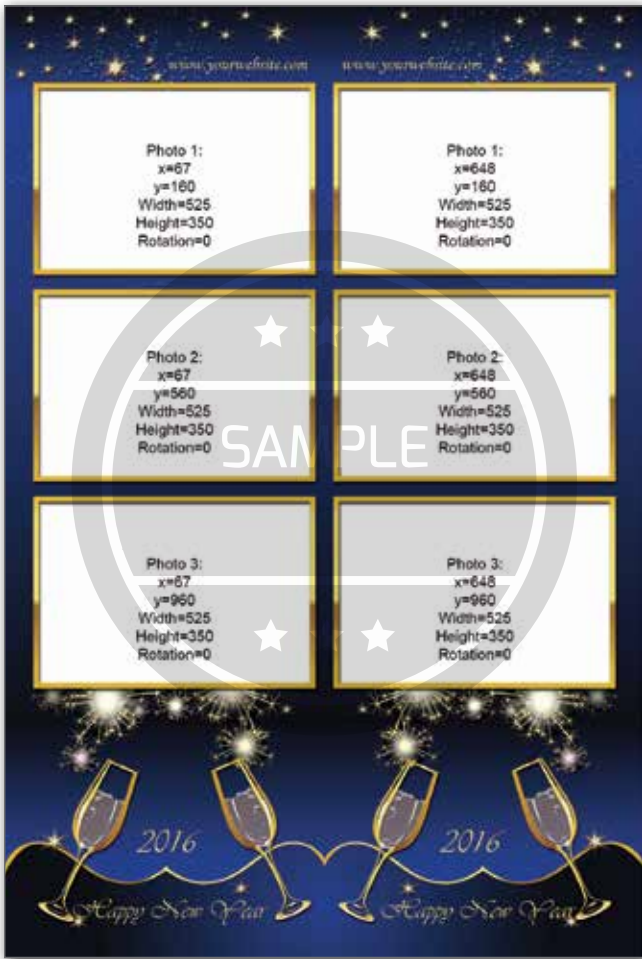 www.yourwebsite.com
www.yourwebsite.com
Photo 1:
x=67
y=160
Width=525
Height=350
Rotation=0
Photo 1:
x=648
y=160
Width=525
Height=350
Rotation=0
Photo 2:
x=67
y=560
Width=525
Height=350
Rotation=0
Photo 2:
x=648
y=560
Width=525
Height=350
Rotation=0
SAMPLE
Photo 3:
x=67
y=960
Width=525
Height=350
Rotation=0
Photo 3:
x=648
y=960
Width=525
Height=350
Rotation=0
2016
2016
Happy New Year
Happy New Year